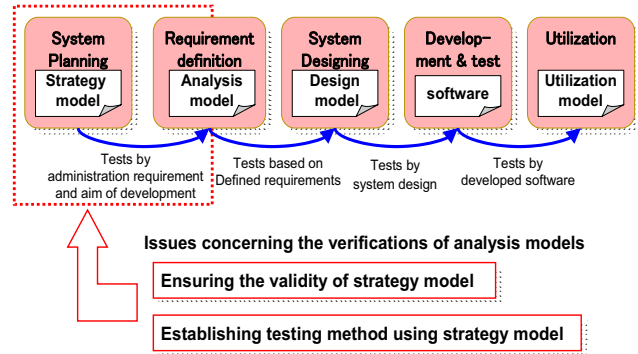 System
Planning
Strategy
model
Requirement
definition
Analysis
model
System
Designing
Design
model
Develop-
ment & test
software
Utilization
Utilization
model
Tests by
administration requirement
and aim of development
Tests based on
Defined requirements
Tests by
system design
Tests by
developed software
Issues concerning the verifications of analysis models
Ensuring the validity of strategy model
Establishing testing method using strategy model